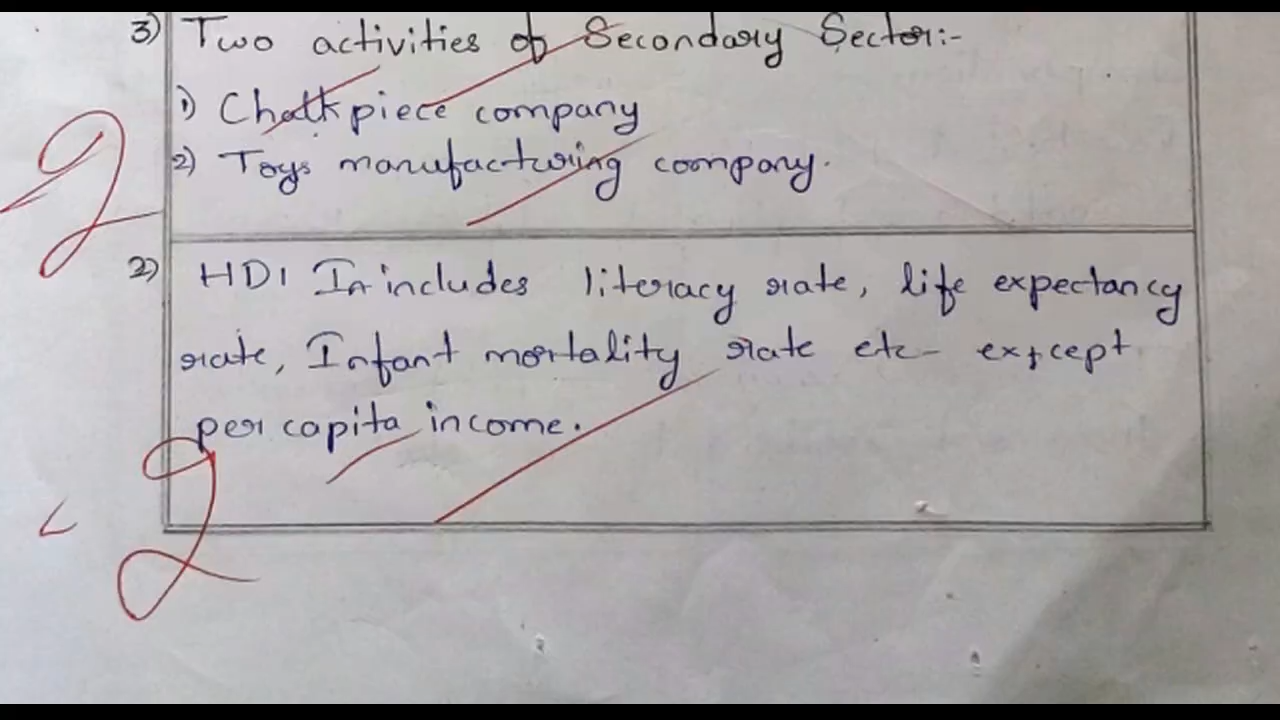 3) Two activities of Secondary Sector:-
1) Chalkpiece company
2) Toys manufacturing company.
2
2) HDI In includes literacy rate, life expectancy
rate, Infant mortality rate etc- except
per capita income.
2